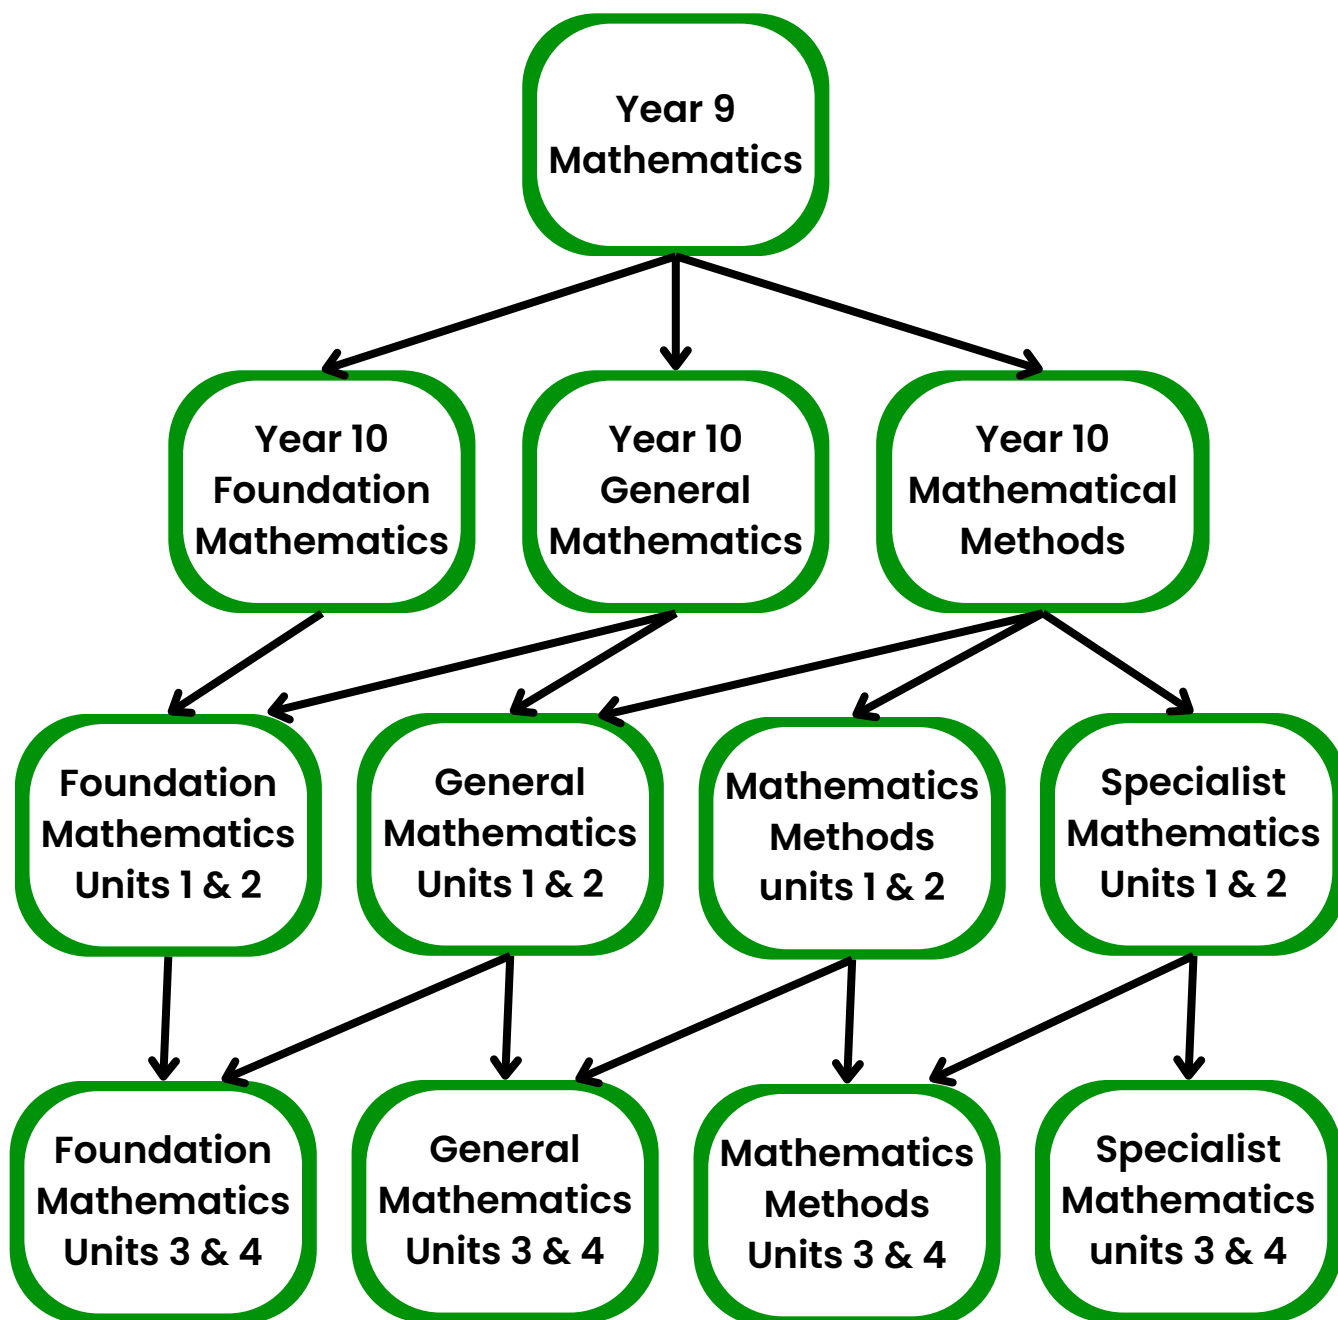 Year 9
Mathematics
Year 10
Foundation
Mathematics
Year 10
General
Mathematics
Year 10
Mathematical
Methods
Foundation
Mathematics
Units 1 & 2
General
Mathematics
Units 1 & 2
Mathematics
Methods
units 1 & 2
Specialist
Mathematics
Units 1 & 2
Foundation
Mathematics
Units 3 & 4
General
Mathematics
Units 3 & 4
Mathematics
Methods
Units 3 & 4
Specialist
Mathematics
units 3 & 4